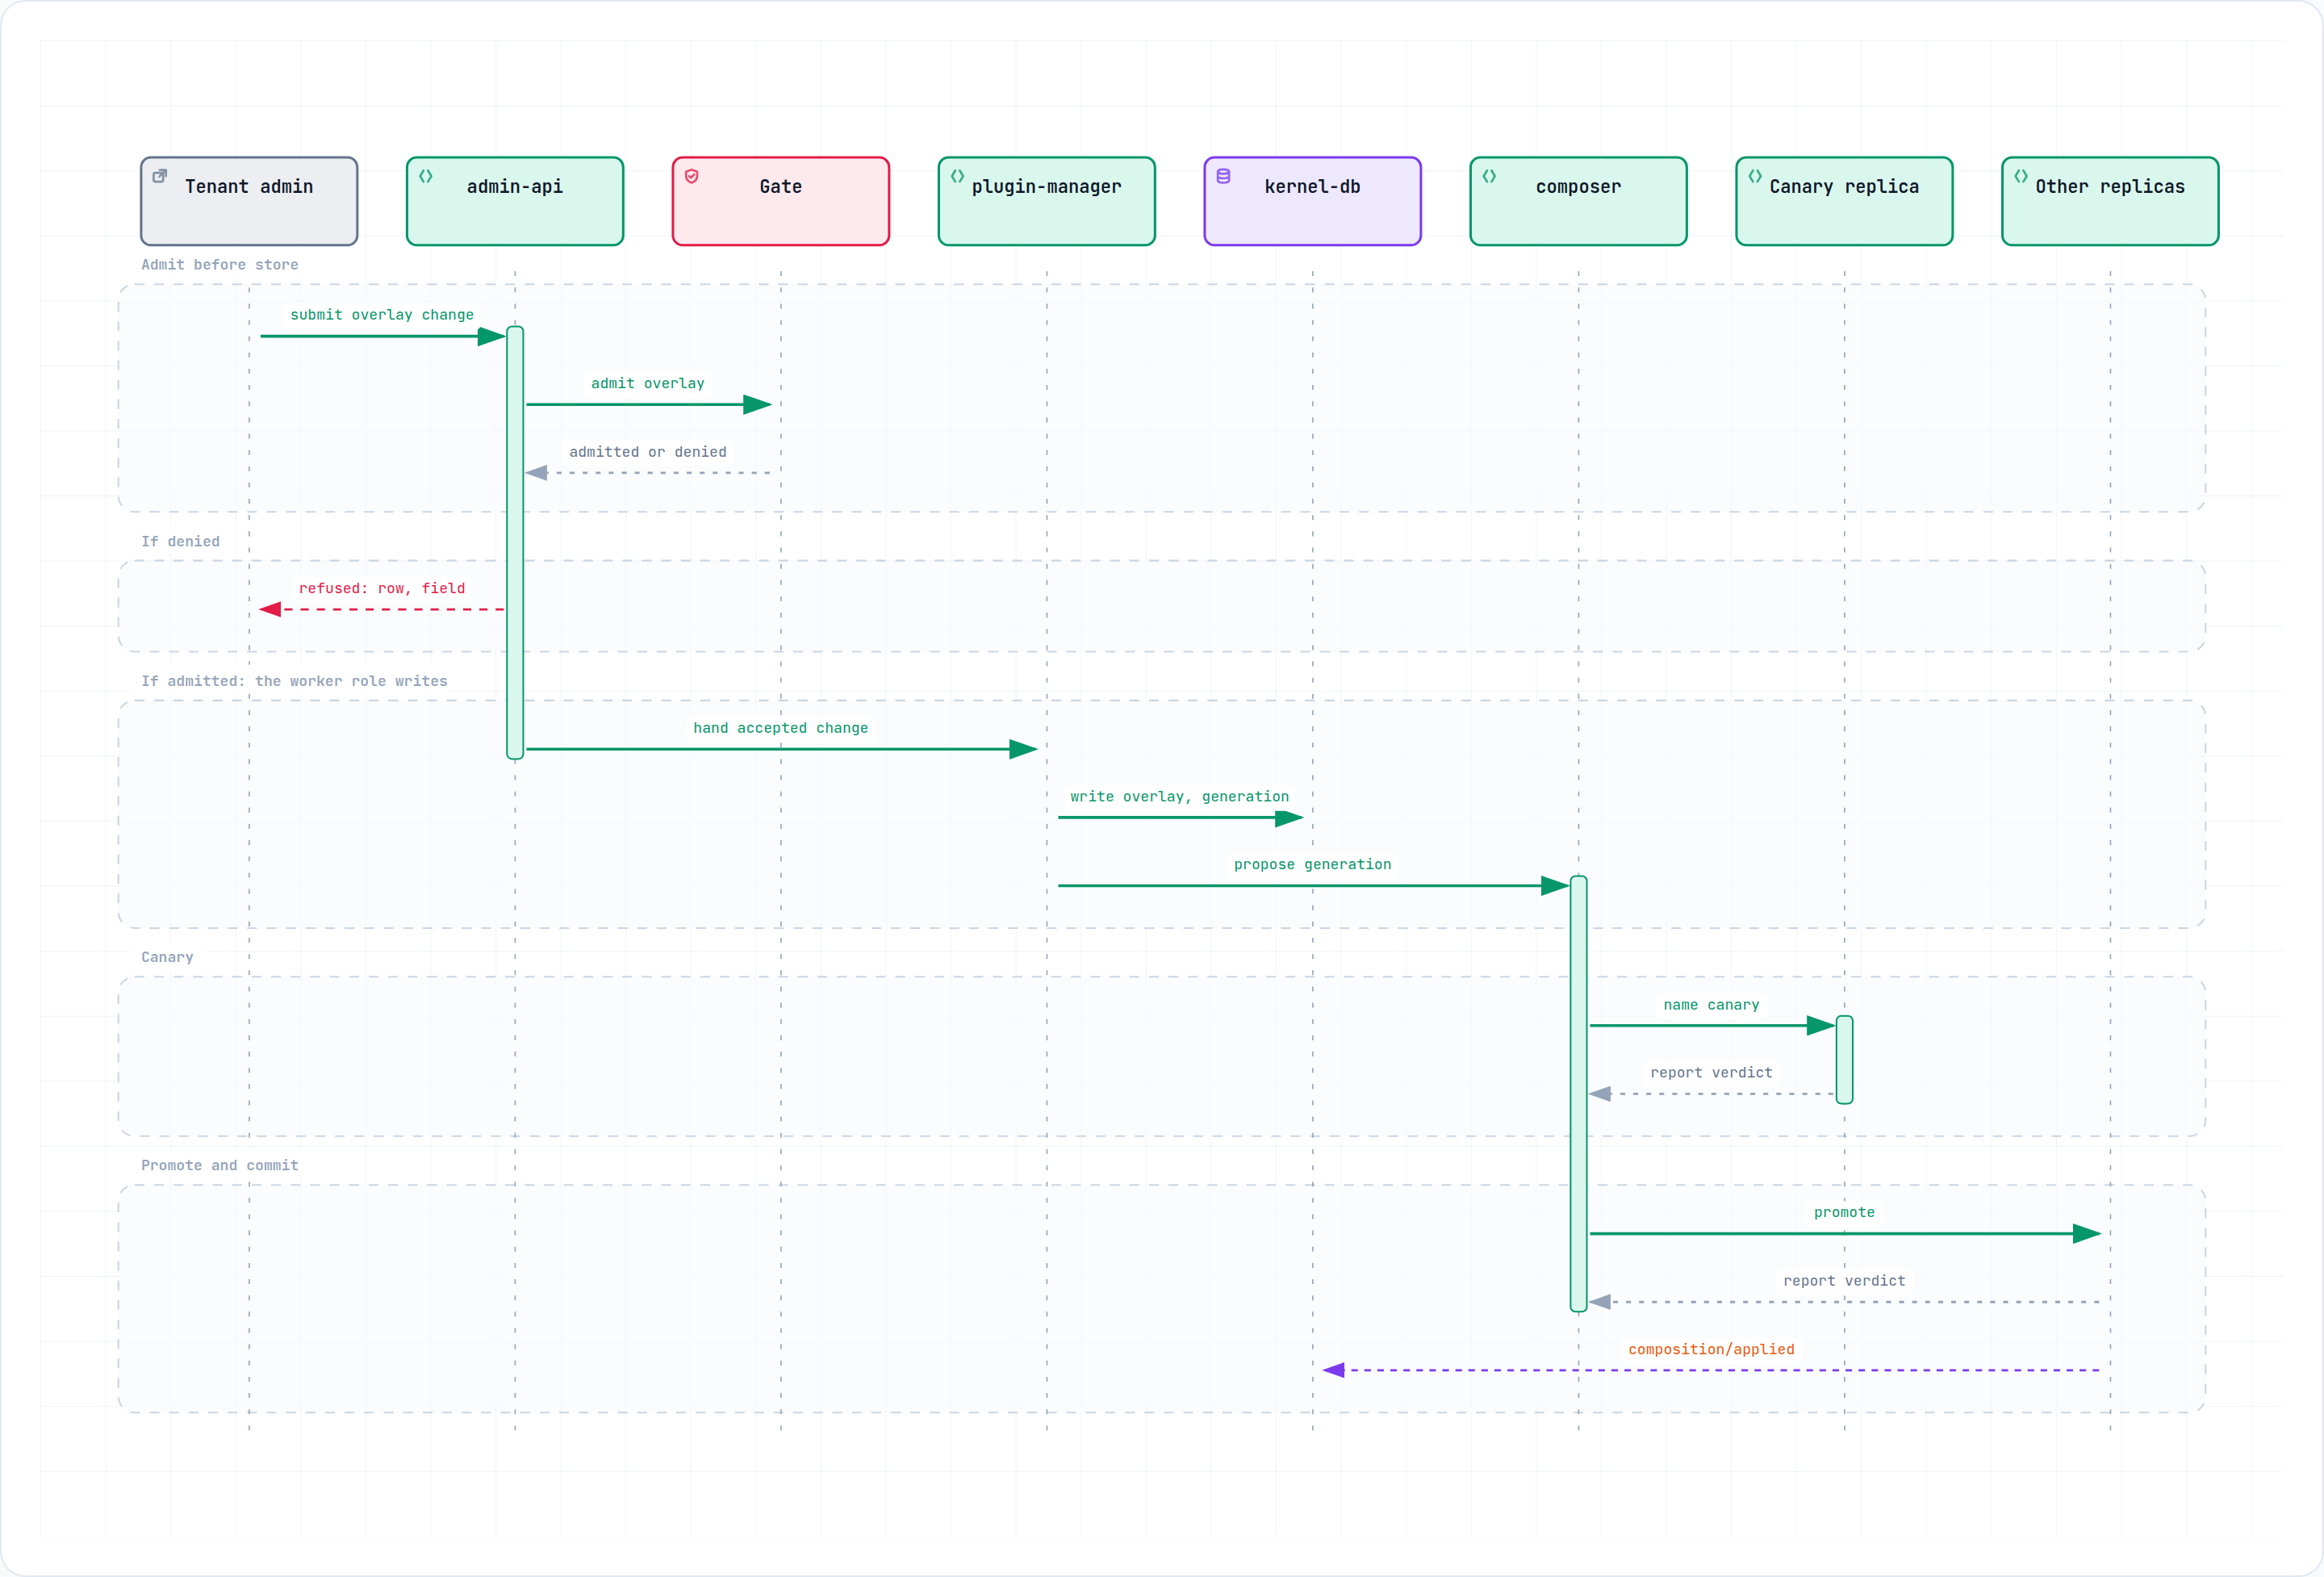 Tenant admin
admin-api
Gate
plugin-manager
kernel-db
composer
Canary replica
Other replicas
Admit before store
submit overlay change
admit overlay
admitted or denied
If denied
refused: row, field
If admitted: the worker role writes
hand accepted change
write overlay, generation
propose generation
Canary
name canary
report verdict
Promote and commit
promote
report verdict
composition/applied